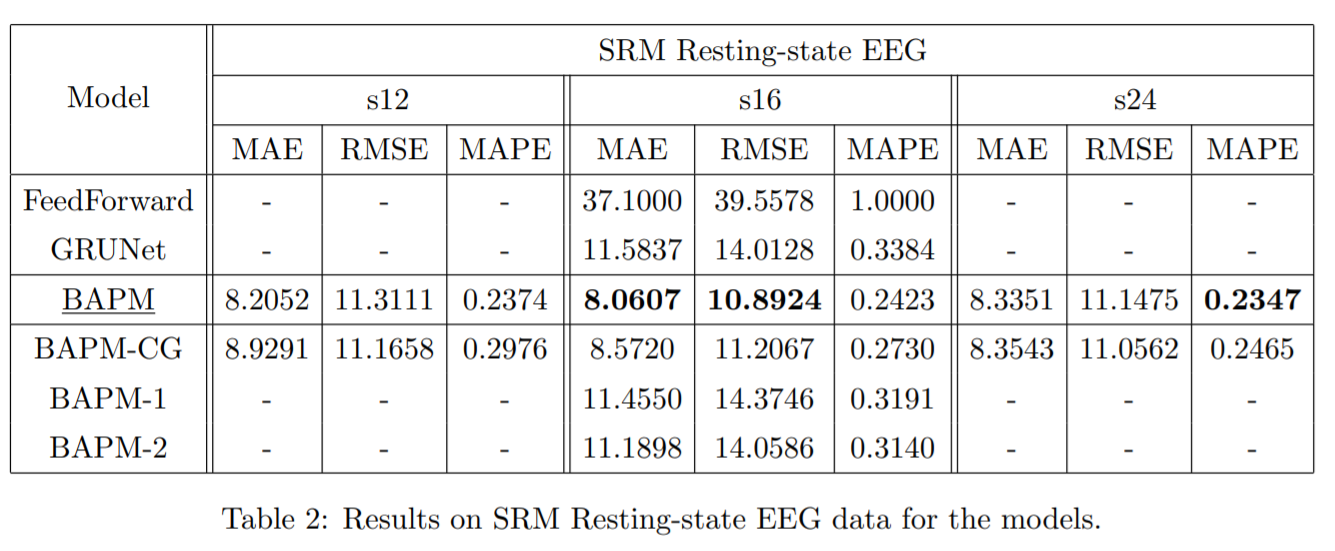 SRM Resting-state EEG
Model
s12 s16 s24
MAE RMSE MAPE MAE RMSE MAPE MAE RMSE MAPE
FeedForward - - - 37.1000 39.5578 1.0000 - - -
GRUNet - - - 11.5837 14.0128 0.3384 - - -
BAPM 8.2052 11.3111 0.2374 8.0607 10.8924 0.2423 8.3351 11.1475 0.2347
BAPM-CG 8.9291 11.1658 0.2976 8.5720 11.2067 0.2730 8.3543 11.0562 0.2465
BAPM-1 - - - 11.4550 14.3746 0.3191 - - -
BAPM-2 - - - 11.1898 14.0586 0.3140 - - -
Table 2: Results on SRM Resting-state EEG data for the models.